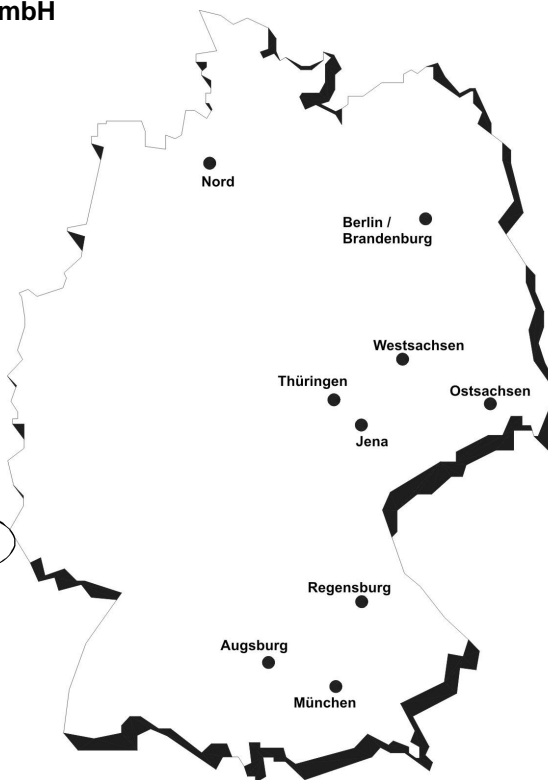 mbH
Nord
Berlin /
Brandenburg
Westsachsen
Thüringen
Ostsachsen
Jena
Regensburg
Augsburg
München